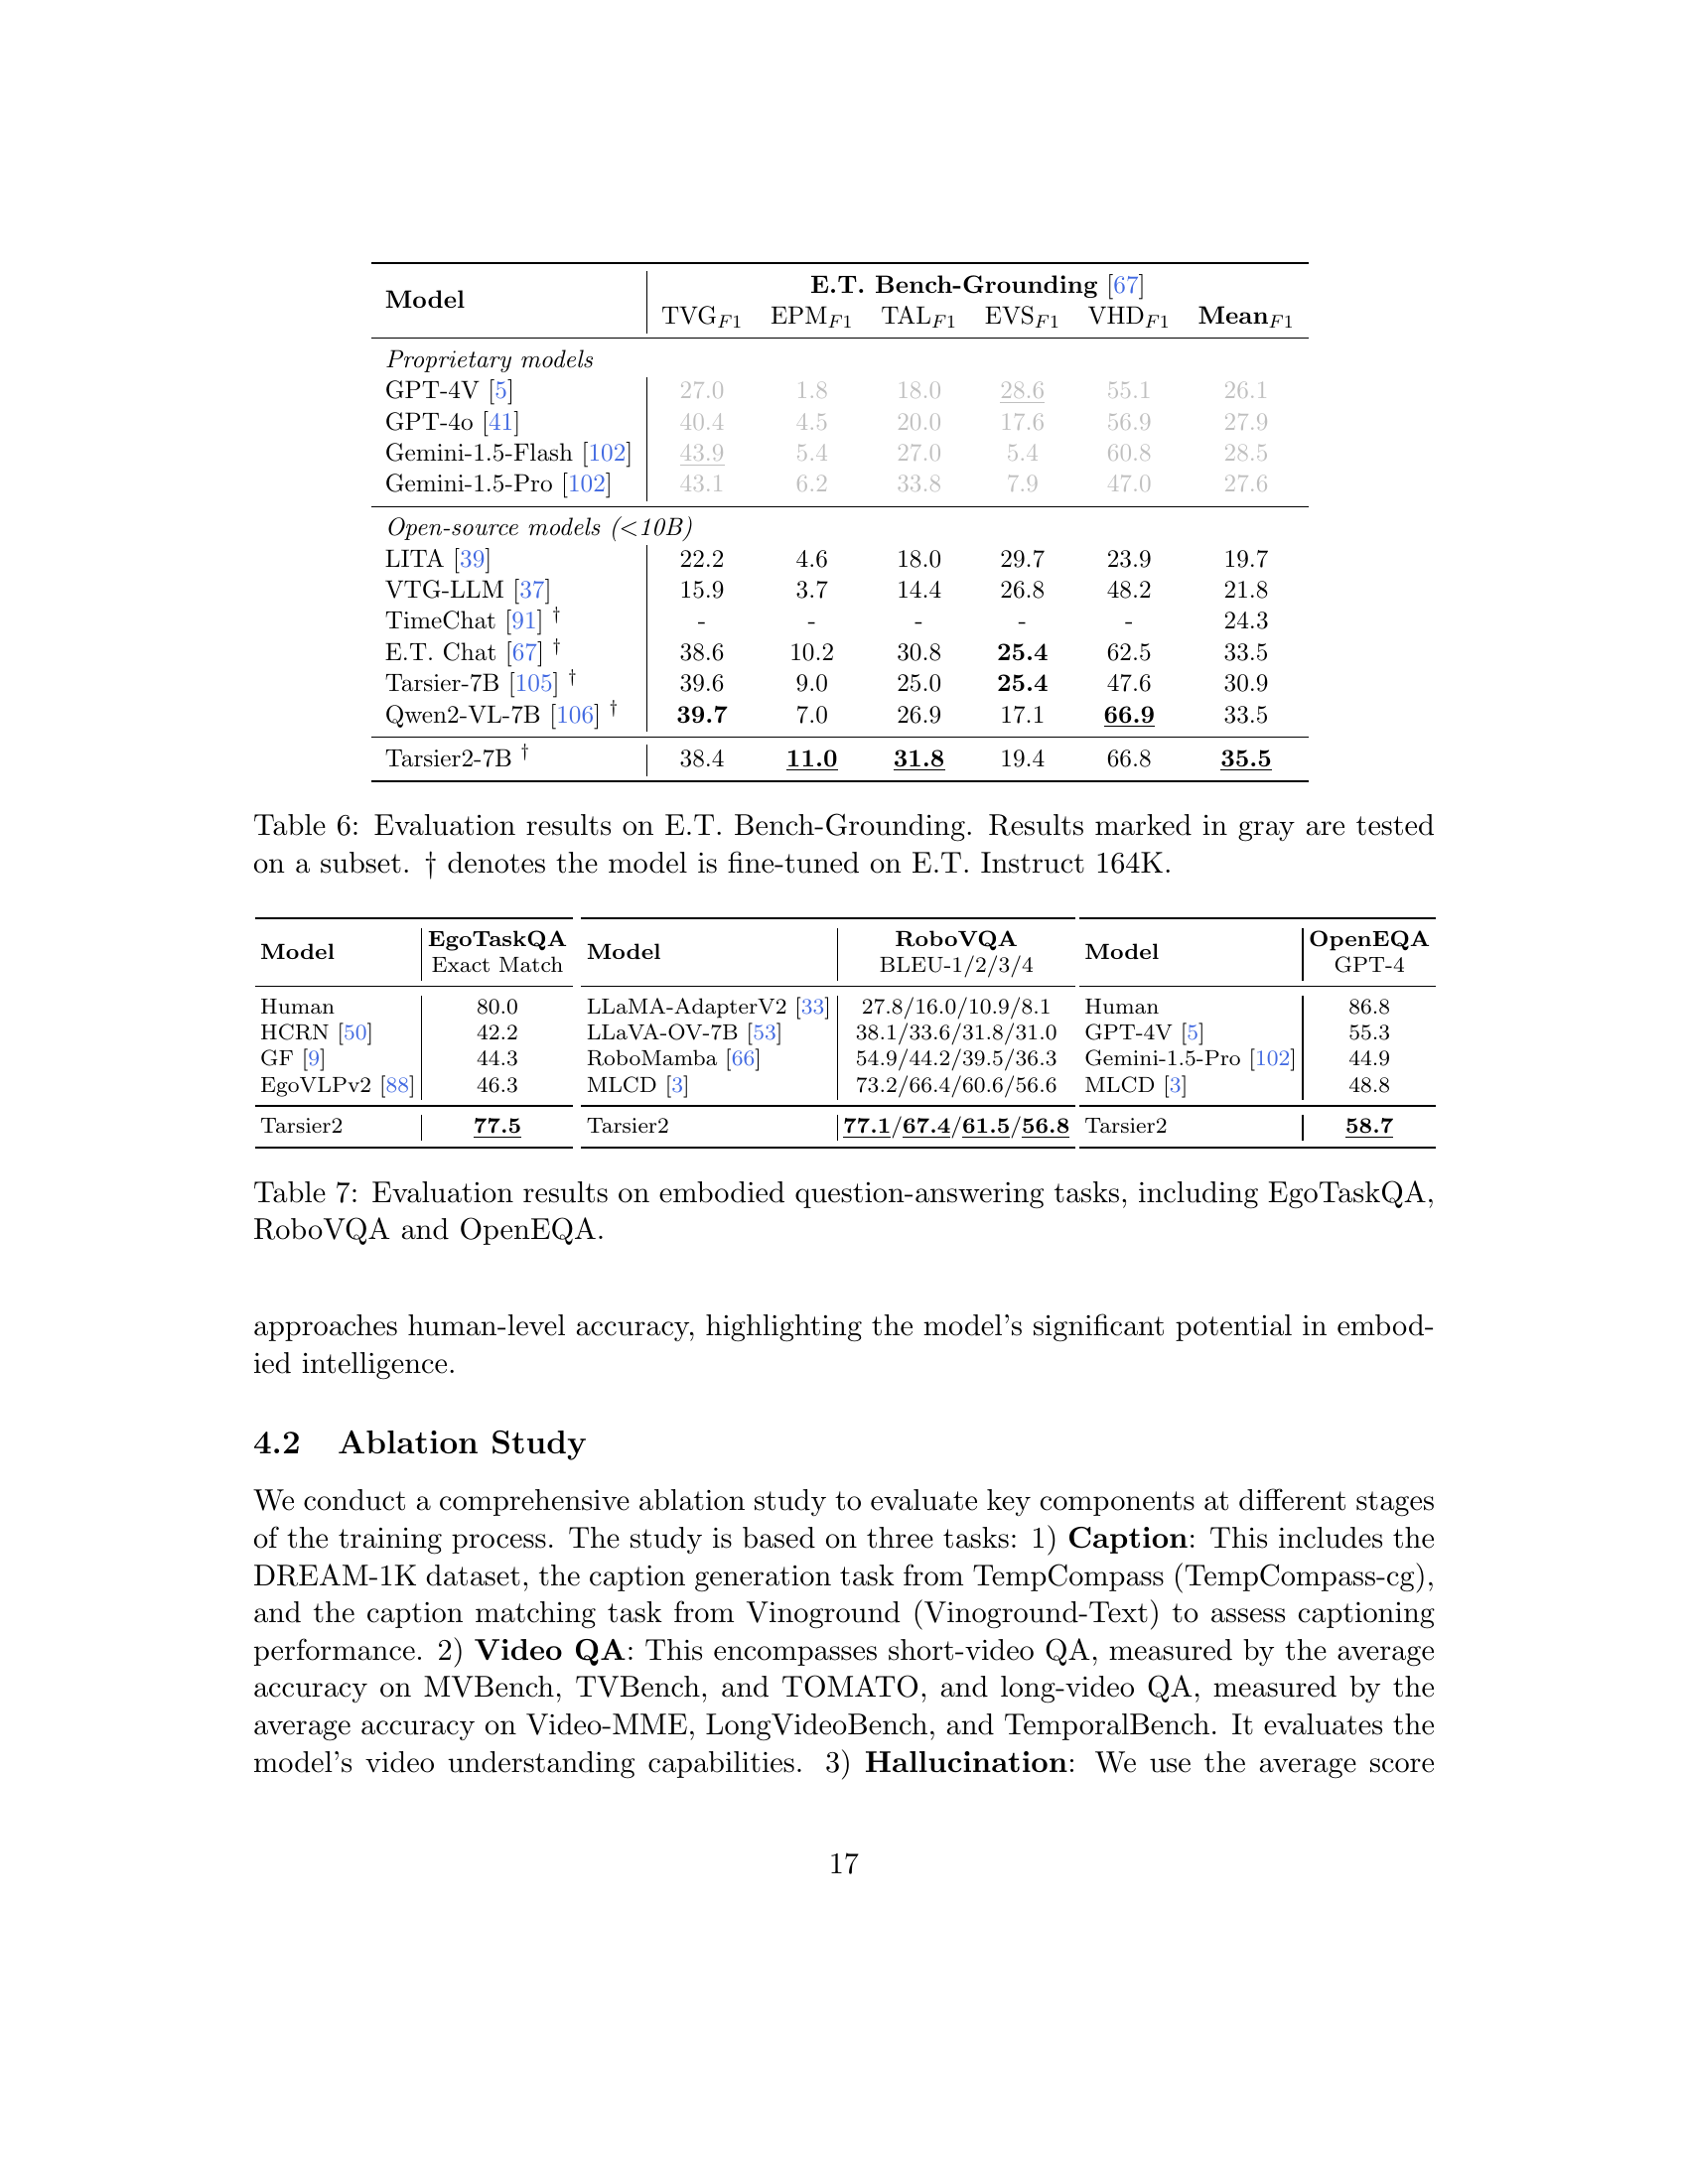 Model E.T. Bench-Grounding [67]
TVG_F1 EPM_F1 TAL_F1 EVS_F1 VHD_F1 Mean_F1
Proprietary models
GPT-4V [5] 27.0 1.8 18.0 28.6 55.1 26.1
GPT-4o [41] 40.4 4.5 20.0 17.6 56.9 27.9
Gemini-1.5-Flash [102] 43.9 5.4 27.0 5.4 60.8 28.5
Gemini-1.5-Pro [102] 43.1 6.2 33.8 7.9 47.0 27.6
Open-source models (<10B)
LITA [39] 22.2 4.6 18.0 29.7 23.9 19.7
VTG-LLM [37] 15.9 3.7 14.4 26.8 48.2 21.8
TimeChat [91] † - - - - - 24.3
E.T. Chat [67] † 38.6 10.2 30.8 25.4 62.5 33.5
Tarsier-7B [105] † 39.6 9.0 25.0 25.4 47.6 30.9
Qwen2-VL-7B [106] † 39.7 7.0 26.9 17.1 66.9 33.5
Tarsier2-7B † 38.4 11.0 31.8 19.4 66.8 35.5
Table 6: Evaluation results on E.T. Bench-Grounding. Results marked in gray are tested
on a subset. † denotes the model is fine-tuned on E.T. Instruct 164K.
Model EgoTaskQA
Exact Match
Human 80.0
HCRN [50] 42.2
GF [9] 44.3
EgoVLPv2 [88] 46.3
Tarsier2 77.5
Model RoboVQA
BLEU-1/2/3/4
LLaMA-AdapterV2 [33] 27.8/16.0/10.9/8.1
LLaVA-OV-7B [53] 38.1/33.6/31.8/31.0
RoboMamba [66] 54.9/44.2/39.5/36.3
MLCD [3] 73.2/66.4/60.6/56.6
Tarsier2 77.1/67.4/61.5/56.8
Model OpenEQA
GPT-4
Human 86.8
GPT-4V [5] 55.3
Gemini-1.5-Pro [102] 44.9
MLCD [3] 48.8
Tarsier2 58.7
Table 7: Evaluation results on embodied question-answering tasks, including EgoTaskQA,
RoboVQA and OpenEQA.
approaches human-level accuracy, highlighting the model's significant potential in embod-
ied intelligence.
4.2 Ablation Study
We conduct a comprehensive ablation study to evaluate key components at different stages
of the training process. The study is based on three tasks: 1) Caption: This includes the
DREAM-1K dataset, the caption generation task from TempCompass (TempCompass-cg),
and the caption matching task from Vinoground (Vinoground-Text) to assess captioning
performance. 2) Video QA: This encompasses short-video QA, measured by the average
accuracy on MVBench, TVBench, and TOMATO, and long-video QA, measured by the
average accuracy on Video-MME, LongVideoBench, and TemporalBench. It evaluates the
model's video understanding capabilities. 3) Hallucination: We use the average score
17